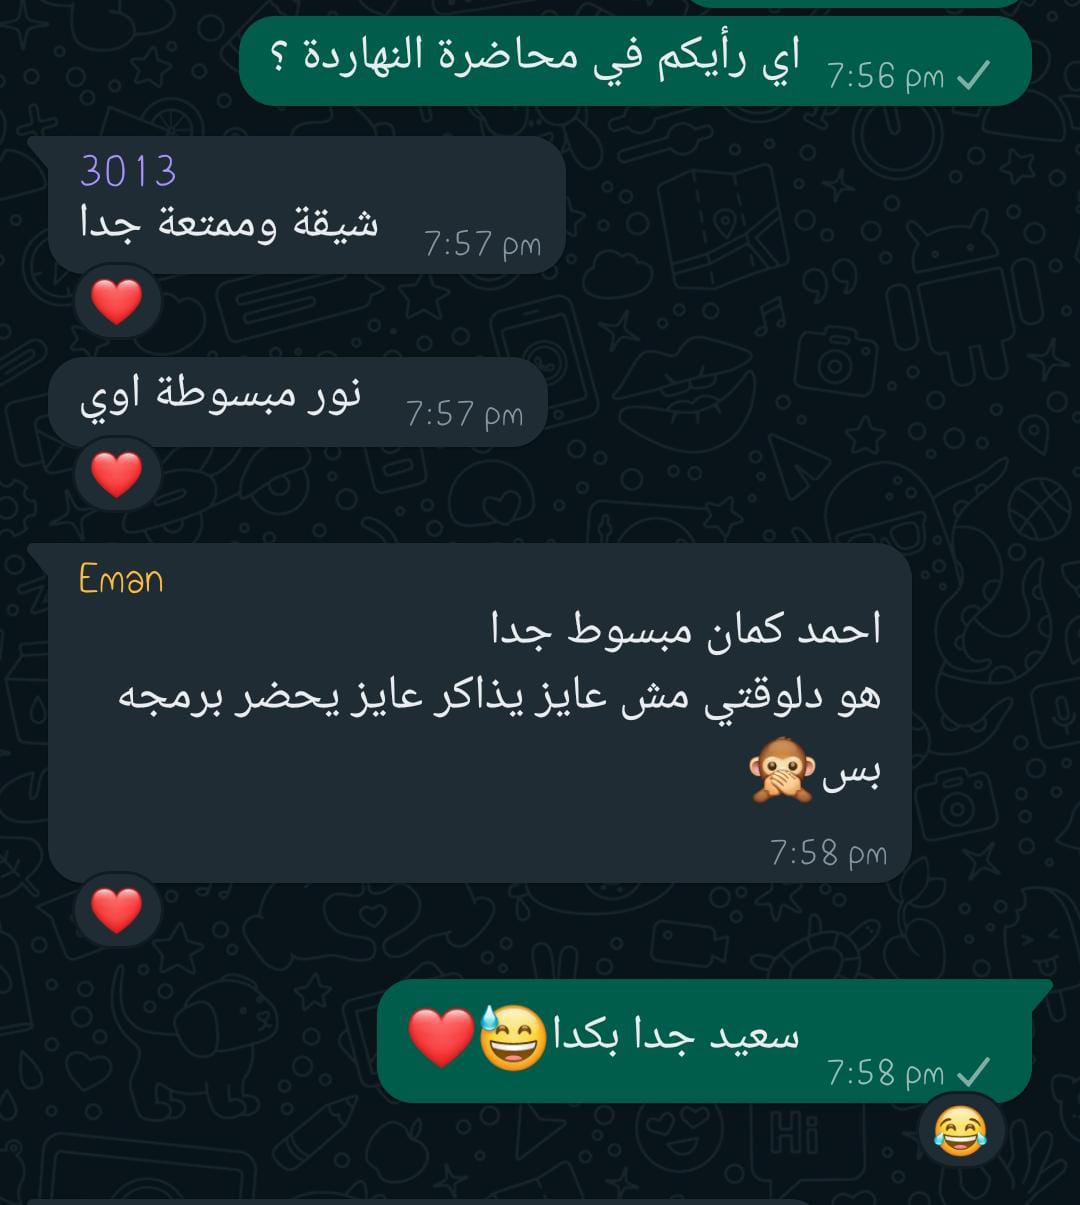 اي رأيكم في محاضرة النهاردة ؟
7:56 pm
3013
شيقة وممتعة جدا
7:57 pm
نور مبسوطة اوي
7:57 pm
Eman
احمد كمان مبسوط جدا
هو دلوقتي مش عايز يذاكر عايز يحضر برمجه
بس🙊
7:58 pm
سعيد جدا بكدا😅❤️
7:58 pm